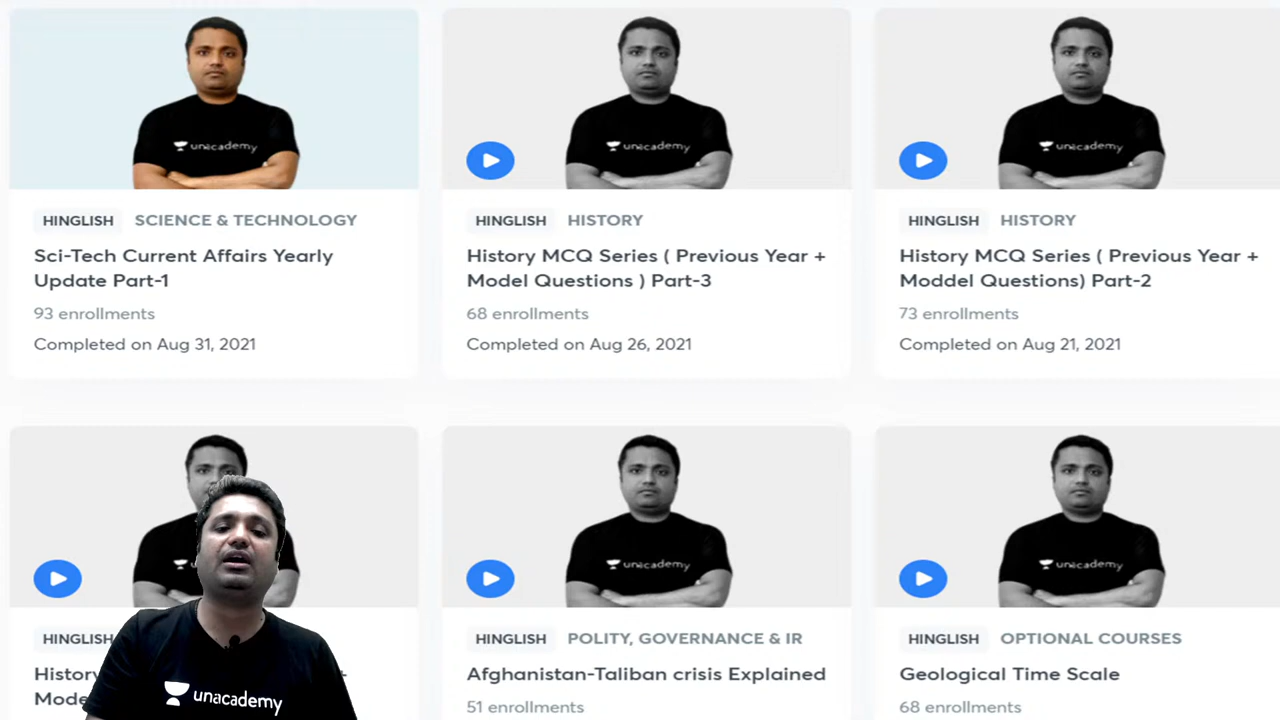 unacademy
unacademy
unacademy
HINGLISH SCIENCE & TECHNOLOGY
HINGLISH HISTORY
HINGLISH HISTORY
Sci-Tech Current Affairs Yearly
Update Part-1
History MCQ Series ( Previous Year +
Model Questions ) Part-3
History MCQ Series ( Previous Year +
Moddel Questions) Part-2
93 enrollments
68 enrollments
73 enrollments
Completed on Aug 31, 2021
Completed on Aug 26, 2021
Completed on Aug 21, 2021
unacademy
unacademy
HINGLISH
HINGLISH POLITY, GOVERNANCE & IR
HINGLISH OPTIONAL COURSES
Afghanistan-Taliban crisis Explained
Geological Time Scale
51 enrollments
68 enrollments
unacademy